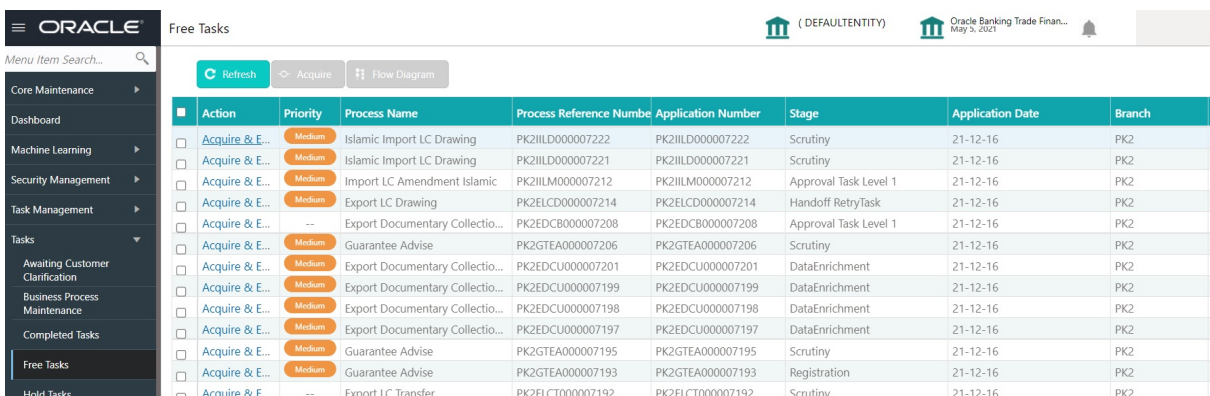 ORACLE
Free Tasks
( DEFAULTENTITY)
Oracle Banking Trade Finan...
May 5, 2021
Menu Item Search...
Core Maintenance
Dashboard
Machine Learning
Security Management
Task Management
Tasks
Awaiting Customer
Clarification
Business Process
Maintenance
Completed Tasks
Free Tasks
Hold Tasks
Refresh Acquire Flow Diagram
Action Priority Process Name Process Reference Numbe Application Number Stage Application Date Branch
Acquire & E... Medium Islamic Import LC Drawing PK2IILD000007222 PK2IILD000007222 Scrutiny 21-12-16 PK2
Acquire & E... Medium Islamic Import LC Drawing PK2IILD000007221 PK2IILD000007221 Scrutiny 21-12-16 PK2
Acquire & E... Medium Import LC Amendment Islamic PK2IILM000007212 PK2IILM000007212 Approval Task Level 1 21-12-16 PK2
Acquire & E... Medium Export LC Drawing PK2ELCD000007214 PK2ELCD000007214 Handoff RetryTask 21-12-16 PK2
Acquire & E... -- Export Documentary Collectio... PK2EDCB000007208 PK2EDCB000007208 Approval Task Level 1 21-12-16 PK2
Acquire & E... Medium Guarantee Advise PK2GTEA000007206 PK2GTEA000007206 Scrutiny 21-12-16 PK2
Acquire & E... Medium Export Documentary Collectio... PK2EDCU000007201 PK2EDCU000007201 DataEnrichment 21-12-16 PK2
Acquire & E... Medium Export Documentary Collectio... PK2EDCU000007199 PK2EDCU000007199 DataEnrichment 21-12-16 PK2
Acquire & E... Medium Export Documentary Collectio... PK2EDCU000007198 PK2EDCU000007198 DataEnrichment 21-12-16 PK2
Acquire & E... Medium Export Documentary Collectio... PK2EDCU000007197 PK2EDCU000007197 DataEnrichment 21-12-16 PK2
Acquire & E... Medium Guarantee Advise PK2GTEA000007195 PK2GTEA000007195 Scrutiny 21-12-16 PK2
Acquire & E... Medium Guarantee Advise PK2GTEA000007193 PK2GTEA000007193 Registration 21-12-16 PK2
Acquire & E... -- Export LC Transfer PK2ELCT000007192 PK2ELCT000007192 Scrutiny 21-12-16 PK2